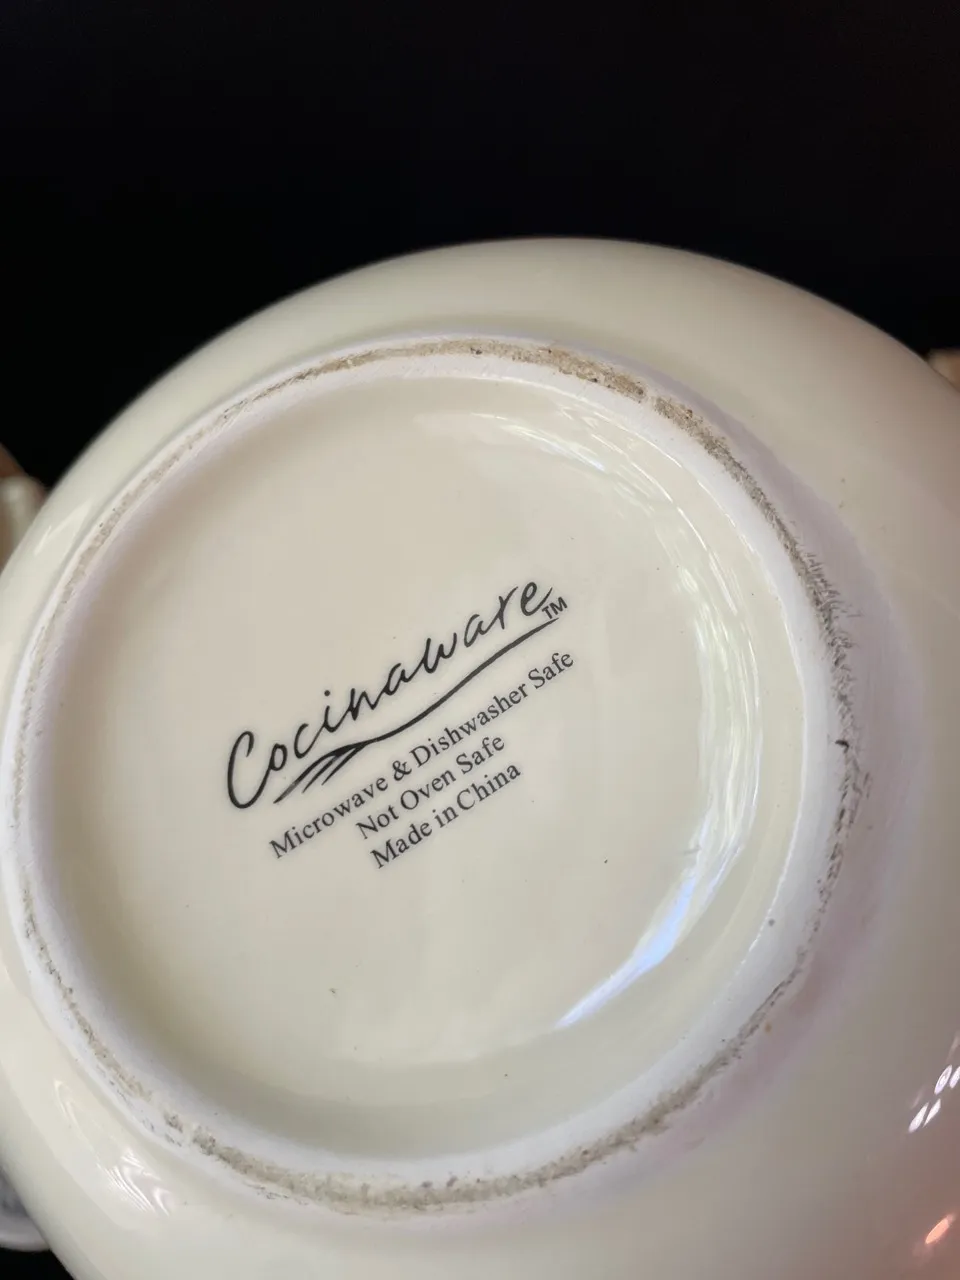 Cocinaware™
Microwave & Dishwasher Safe
Not Oven Safe
Made in China